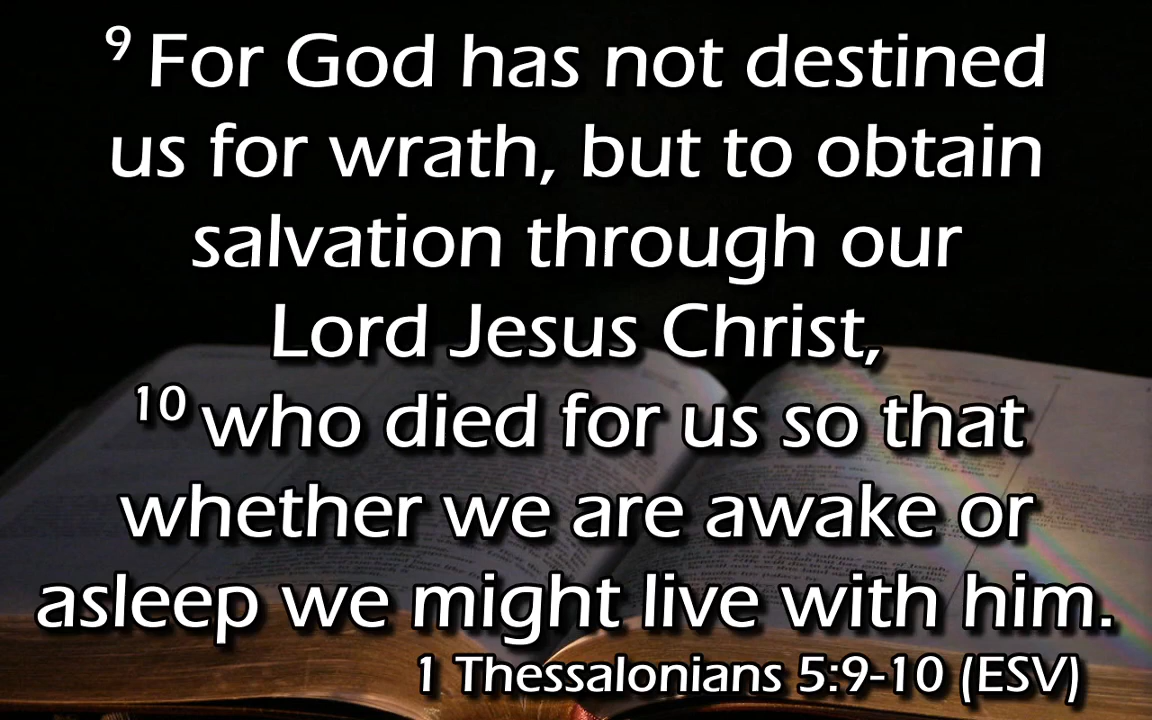 9 For God has not destined
us for wrath, but to obtain
salvation through our
Lord Jesus Christ,
10 who died for us so that
whether we are awake or
asleep we might live with him.
1 Thessalonians 5:9-10 (ESV)